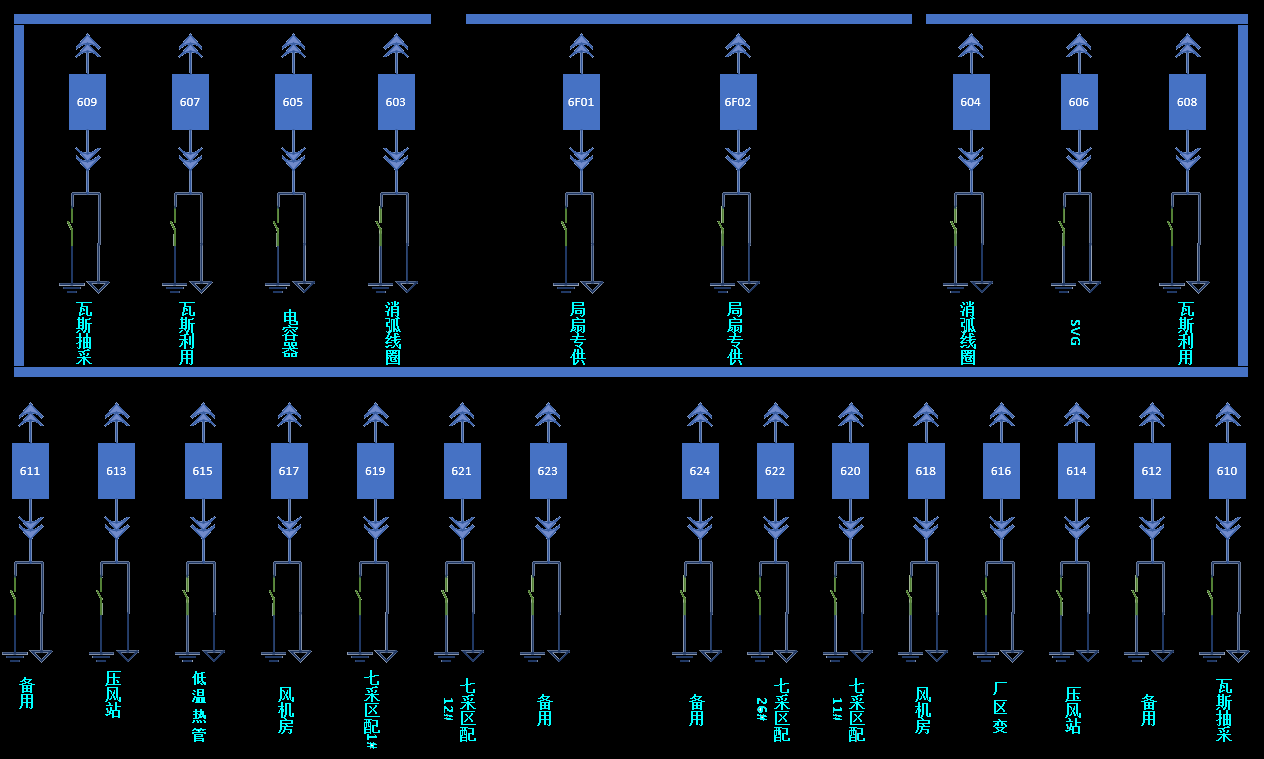 609 607 605 603 6F01 6F02 604 606 608
瓦斯抽采 瓦斯利用 电容器 消弧线圈 局扇专供 局扇专供 消弧线圈 SVG 瓦斯利用
611 613 615 617 619 621 623 624 622 620 618 616 614 612 610
备用 压风站 低温热管 风机房 七采区配1# 七采区配12# 备用 备用 七采区配26# 七采区配11# 风机房 厂区变 压风站 备用 瓦斯抽采